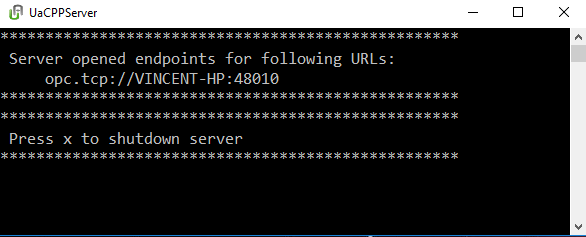 UaCPPServer
***************************************************
Server opened endpoints for following URLs:
opc.tcp://VINCENT-HP:48010
***************************************************
***************************************************
Press x to shutdown server
***************************************************